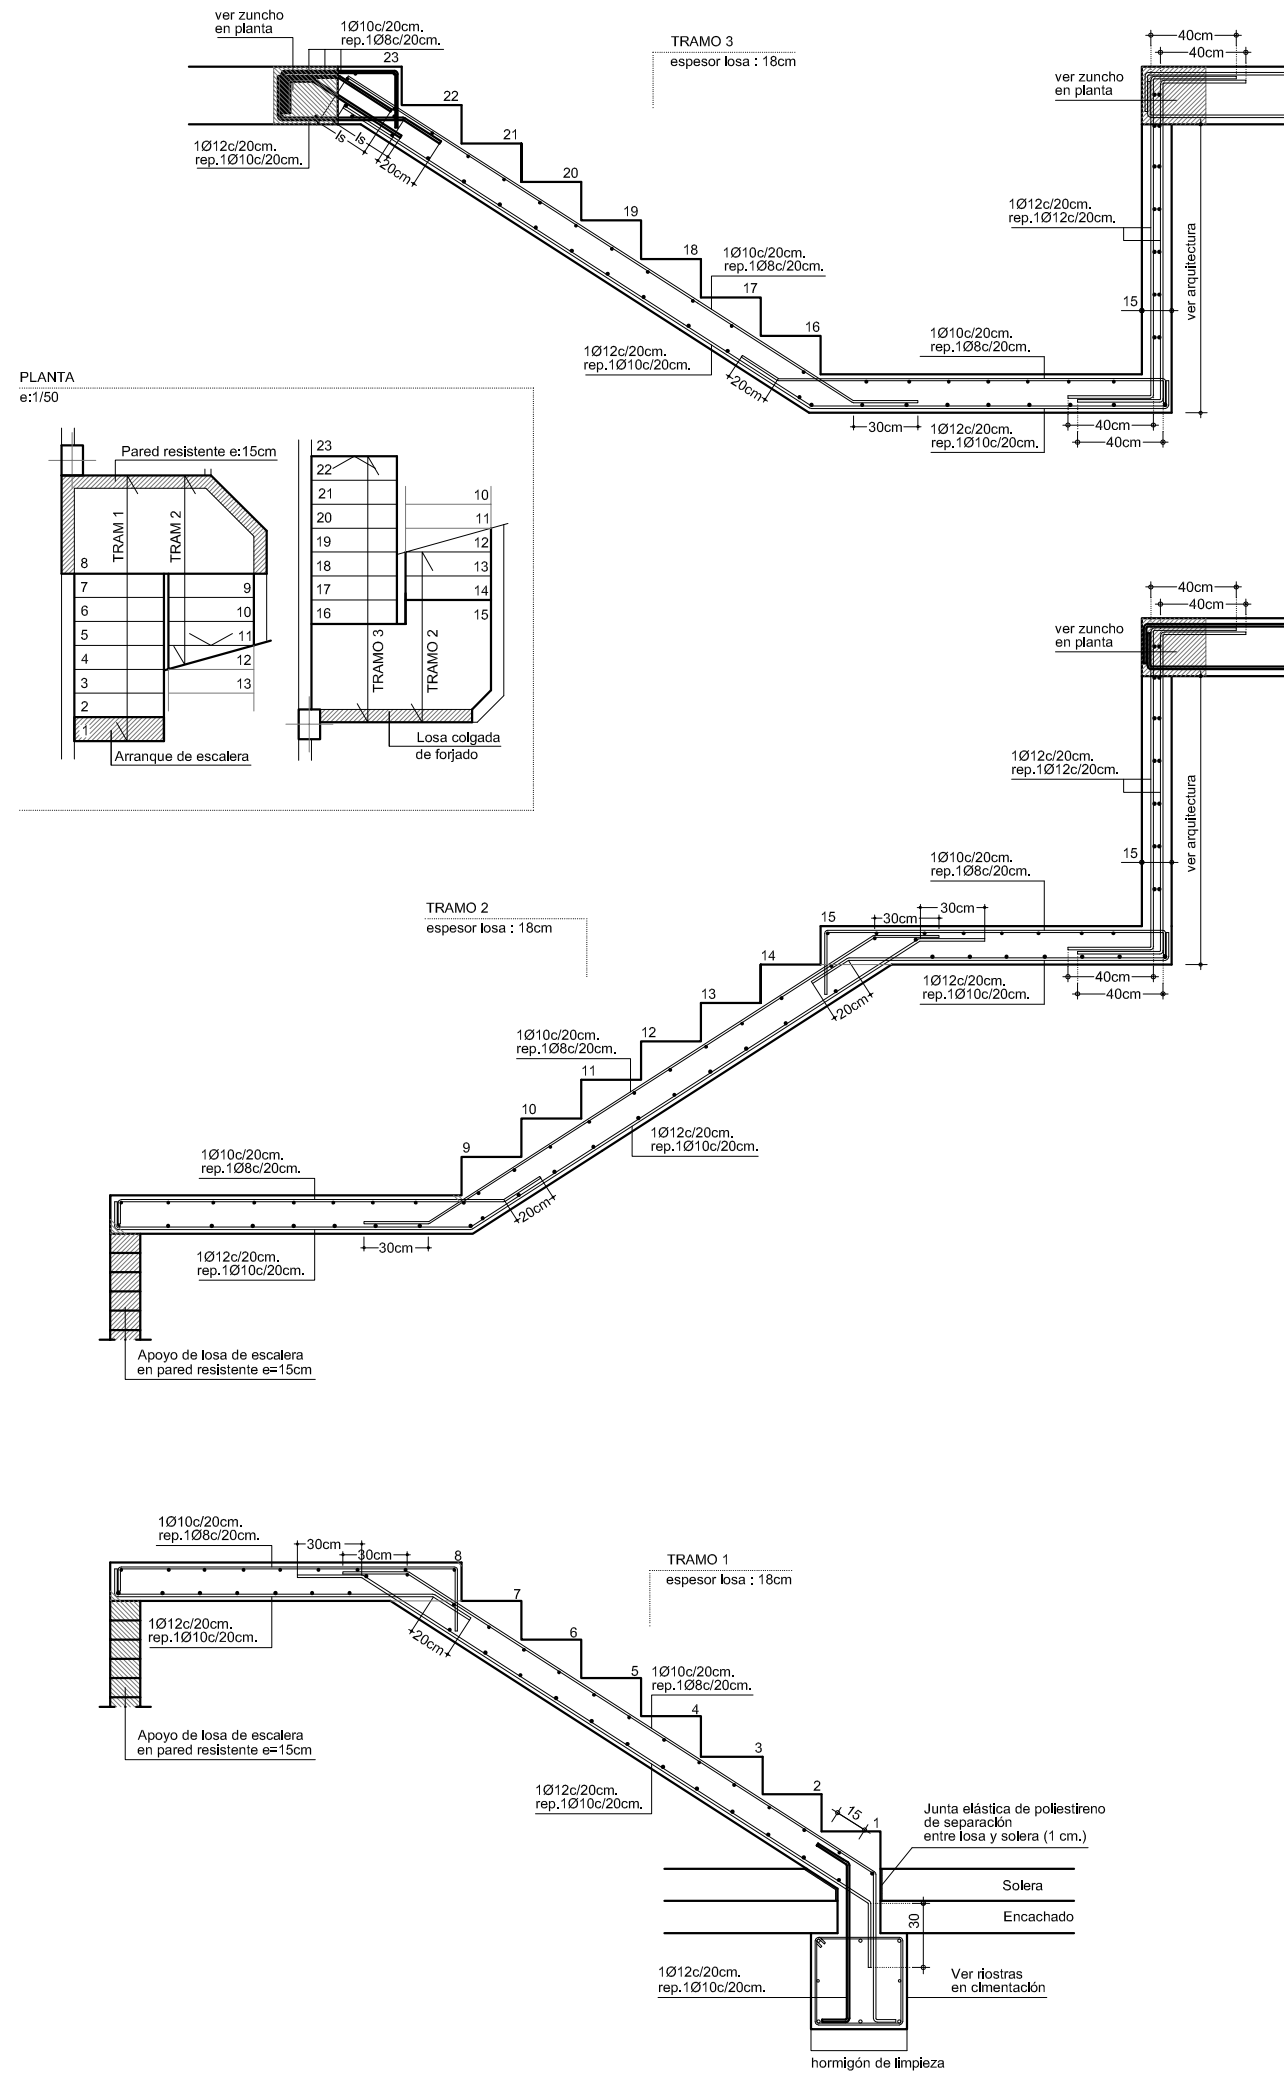 ver zuncho
en planta
1Ø10c/20cm.
rep.1Ø8c/20cm.
23
TRAMO 3
espesor losa : 18cm
40cm
40cm
ver zuncho
en planta
22
21
20
19
18
17
16
1Ø12c/20cm.
rep.1Ø10c/20cm.
ls
ls
20cm
1Ø10c/20cm.
rep.1Ø8c/20cm.
1Ø12c/20cm.
rep.1Ø12c/20cm.
ver arquitectura
15
1Ø10c/20cm.
rep.1Ø8c/20cm.
1Ø12c/20cm.
rep.1Ø10c/20cm.
20cm
30cm
1Ø12c/20cm.
rep.1Ø10c/20cm.
40cm
40cm
PLANTA
e:1/50
Pared resistente e:15cm
TRAM 1
TRAM 2
8
7
6
5
4
3
2
1
9
10
11
12
13
Arranque de escalera
23
22
21
20
19
18
17
16
10
11
12
13
14
15
TRAMO 3
TRAMO 2
Losa colgada
de forjado
40cm
40cm
ver zuncho
en planta
1Ø12c/20cm.
rep.1Ø12c/20cm.
ver arquitectura
15
TRAMO 2
espesor losa : 18cm
1Ø10c/20cm.
rep.1Ø8c/20cm.
30cm
30cm
15
14
13
12
11
10
9
1Ø12c/20cm.
rep.1Ø10c/20cm.
40cm
40cm
20cm
1Ø10c/20cm.
rep.1Ø8c/20cm.
1Ø12c/20cm.
rep.1Ø10c/20cm.
1Ø10c/20cm.
rep.1Ø8c/20cm.
20cm
30cm
1Ø12c/20cm.
rep.1Ø10c/20cm.
Apoyo de losa de escalera
en pared resistente e=15cm
1Ø10c/20cm.
rep.1Ø8c/20cm.
30cm
30cm
TRAMO 1
espesor losa : 18cm
8
7
6
5
4
3
2
1
1Ø12c/20cm.
rep.1Ø10c/20cm.
20cm
1Ø10c/20cm.
rep.1Ø8c/20cm.
Apoyo de losa de escalera
en pared resistente e=15cm
1Ø12c/20cm.
rep.1Ø10c/20cm.
15
Junta elástica de poliestireno
de separación
entre losa y solera (1 cm.)
Solera
Encachado
30
1Ø12c/20cm.
rep.1Ø10c/20cm.
Ver riostras
en cimentación
hormigón de limpieza